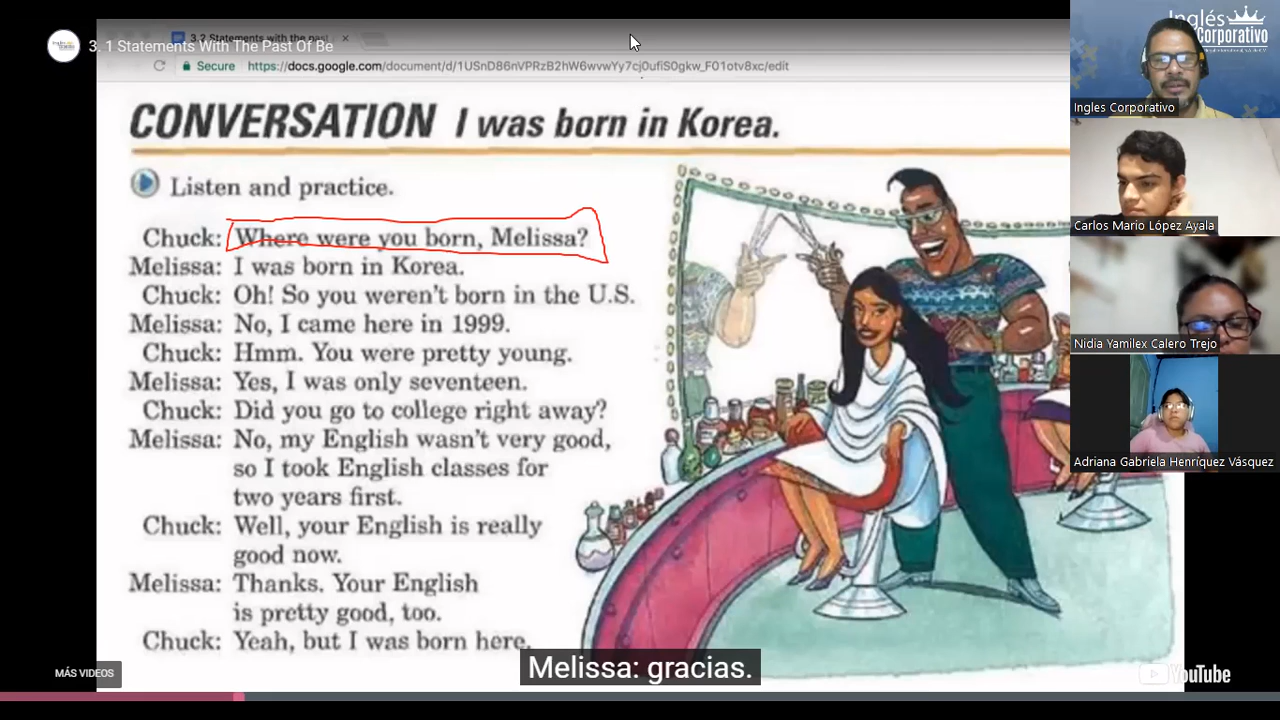 3. 1 Statements With The Past Of Be
3.2 Statements with the past
Secure
https://docs.google.com/document/d/1UStD86rVPRzB2hW6wvwYy7cj0ufiS0gkw_F01otv8xc/edit
CONVERSATION I was born in Korea.
Listen and practice.
Chuck: Where were you born, Melissa?
Melissa: I was born in Korea.
Chuck: Oh! So you weren't born in the U.S.
Melissa: No, I came here in 1999.
Chuck: Hmm. You were pretty young.
Melissa: Yes, I was only seventeen.
Chuck: Did you go to college right away?
Melissa: No, my English wasn't very good,
so I took English classes for
two years first.
Chuck: Well, your English is really
good now.
Melissa: Thanks. Your English
is pretty good, too.
Chuck: Yeah, but I was born here.
Melissa: gracias.
MÁS VIDEOS
YouTube
Inglés
Corporativo
Ingles Corporativo
Carlos Mario López Ayala
Nidia Yamilex Calero Trejo
Adriana Gabriela Henríquez Vásquez